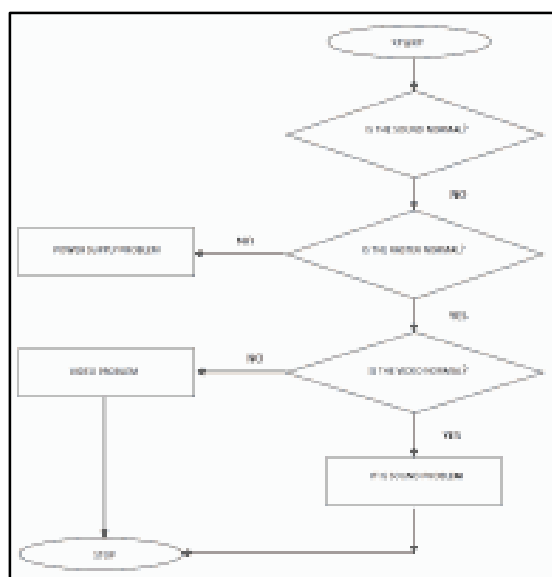 START
IS THE SOUND NORMAL?
NO
IS THE RASTER NORMAL?
NO
POWER SUPPLY PROBLEM
YES
IS THE VIDEO NORMAL?
NO
VIDEO PROBLEM
YES
IT IS SOUND PROBLEM
STOP